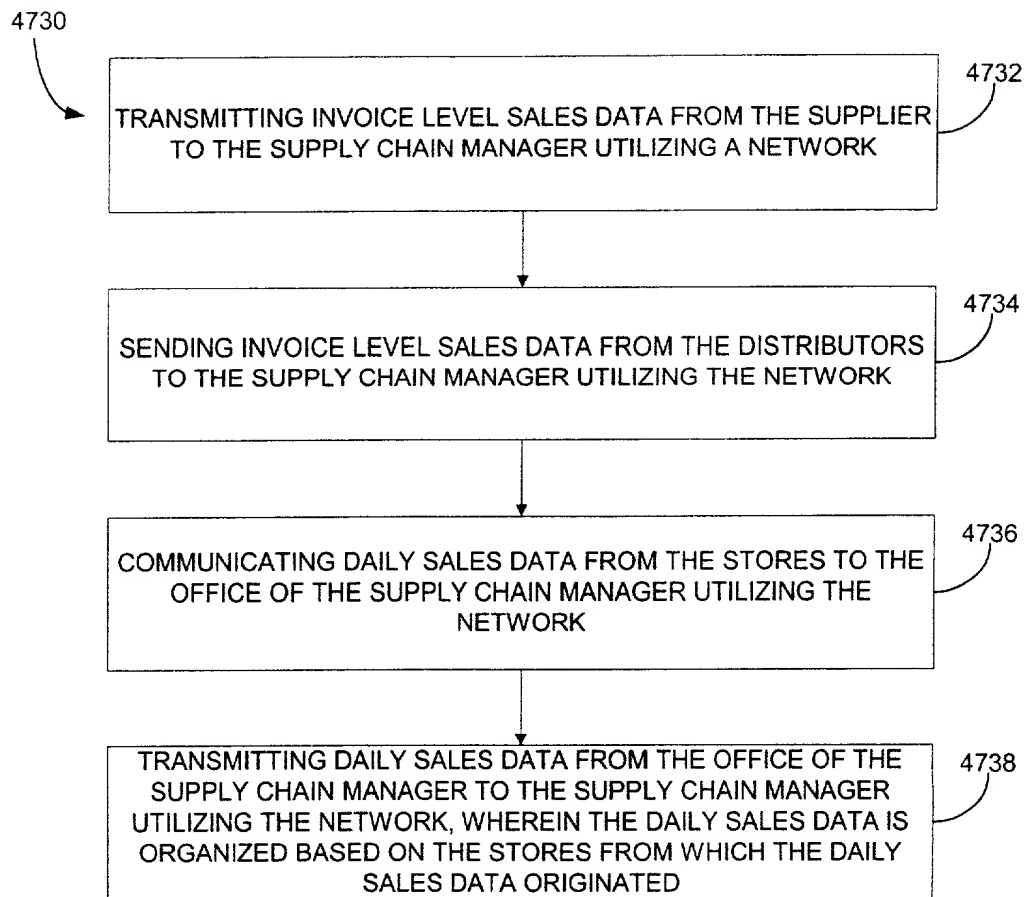 4730
4732
TRANSMITTING INVOICE LEVEL SALES DATA FROM THE SUPPLIER
TO THE SUPPLY CHAIN MANAGER UTILIZING A NETWORK
4734
SENDING INVOICE LEVEL SALES DATA FROM THE DISTRIBUTORS
TO THE SUPPLY CHAIN MANAGER UTILIZING THE NETWORK
4736
COMMUNICATING DAILY SALES DATA FROM THE STORES TO THE
OFFICE OF THE SUPPLY CHAIN MANAGER UTILIZING THE
NETWORK
4738
TRANSMITTING DAILY SALES DATA FROM THE OFFICE OF THE
SUPPLY CHAIN MANAGER TO THE SUPPLY CHAIN MANAGER
UTILIZING THE NETWORK, WHEREIN THE DAILY SALES DATA IS
ORGANIZED BASED ON THE STORES FROM WHICH THE DAILY
SALES DATA ORIGINATED